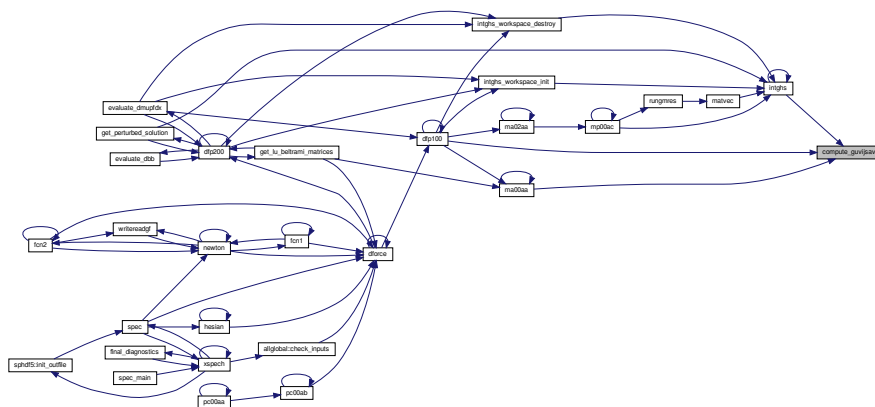 intghs_workspace_destroy
intghs_workspace_init
intghs
evaluate_dmupfdx
rungmres
matvec
get_perturbed_solution
ma02aa
mp00ac
dfp100
evaluate_dbb
dfp200
get_lu_beltrami_matrices
compute_guvijsave
ma00aa
writereadgf
fcn2
newton
fcn1
dforce
spec
hesian
final_diagnostics
allglobal::check_inputs
sphdf5::init_outfile
xspech
spec_main
pc00aa
pc00ab